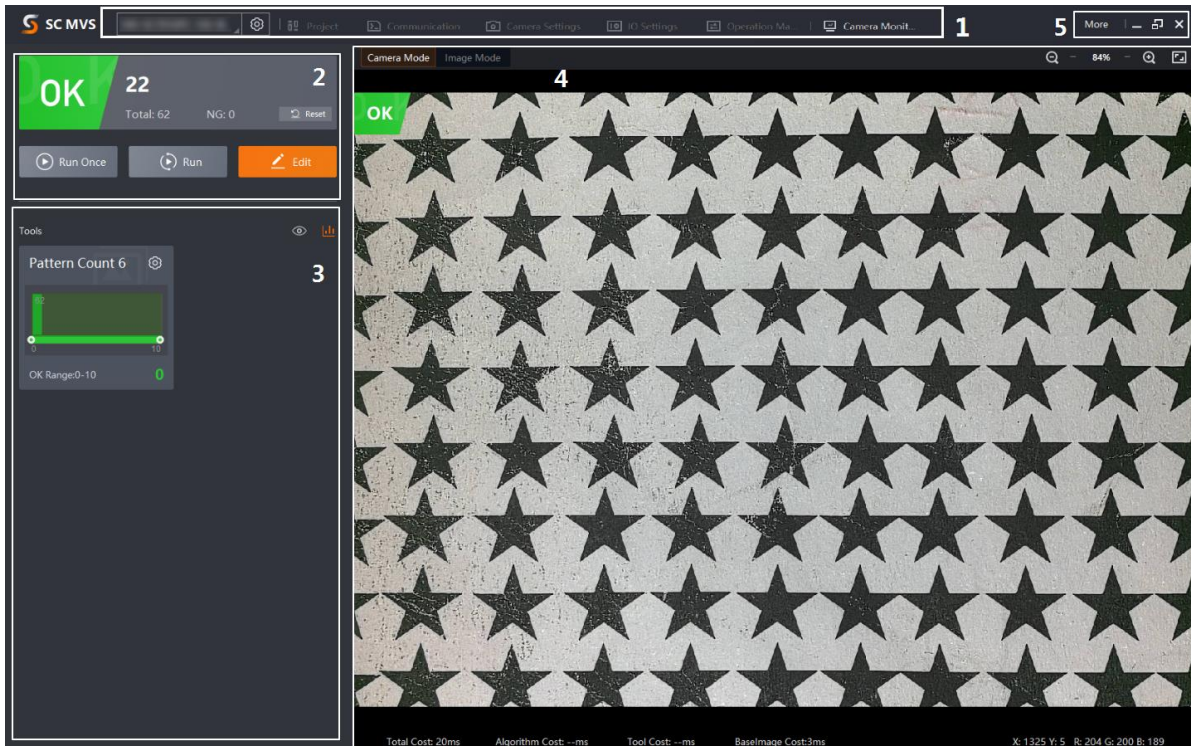 SC MVS
Project
Communication
Camera Settings
IO Settings
Operation Ma...
Camera Monit...
1
5
More
OK
22
2
Total: 62
NG: 0
Reset
Run Once
Run
Edit
Tools
3
Pattern Count 6
62
0
10
OK Range:0-10
0
Camera Mode
Image Mode
4
84%
OK
Total Cost: 20ms
Algorithm Cost: --ms
Tool Cost: --ms
BaseImage Cost:3ms
X: 1325 Y: 5 R: 204 G: 200 B: 189